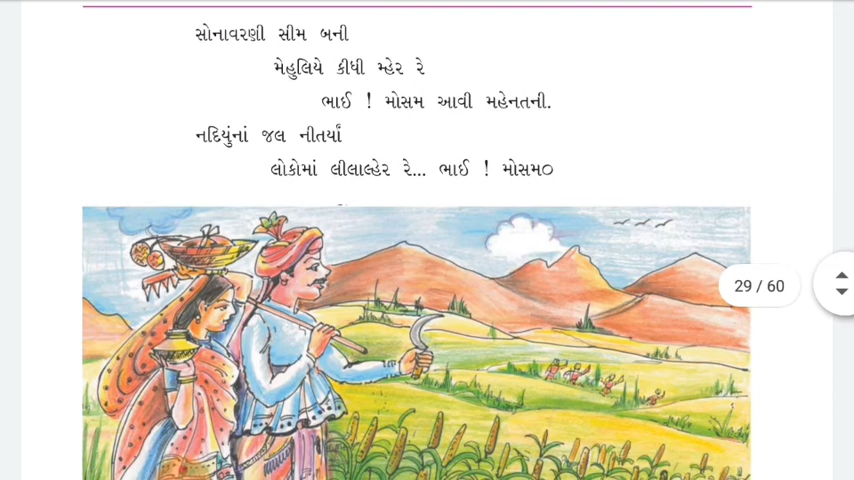 સોનાવરણી સીમ બની
મેહુલિયે કીધી મ્હેર રે
ભાઈ ! મોસમ આવી મહેનતની.
નદિયુંનાં જલ નીતર્યાં
લોકોમાં લીલાલ્હેર રે... ભાઈ ! મોસમ૦
29 / 60